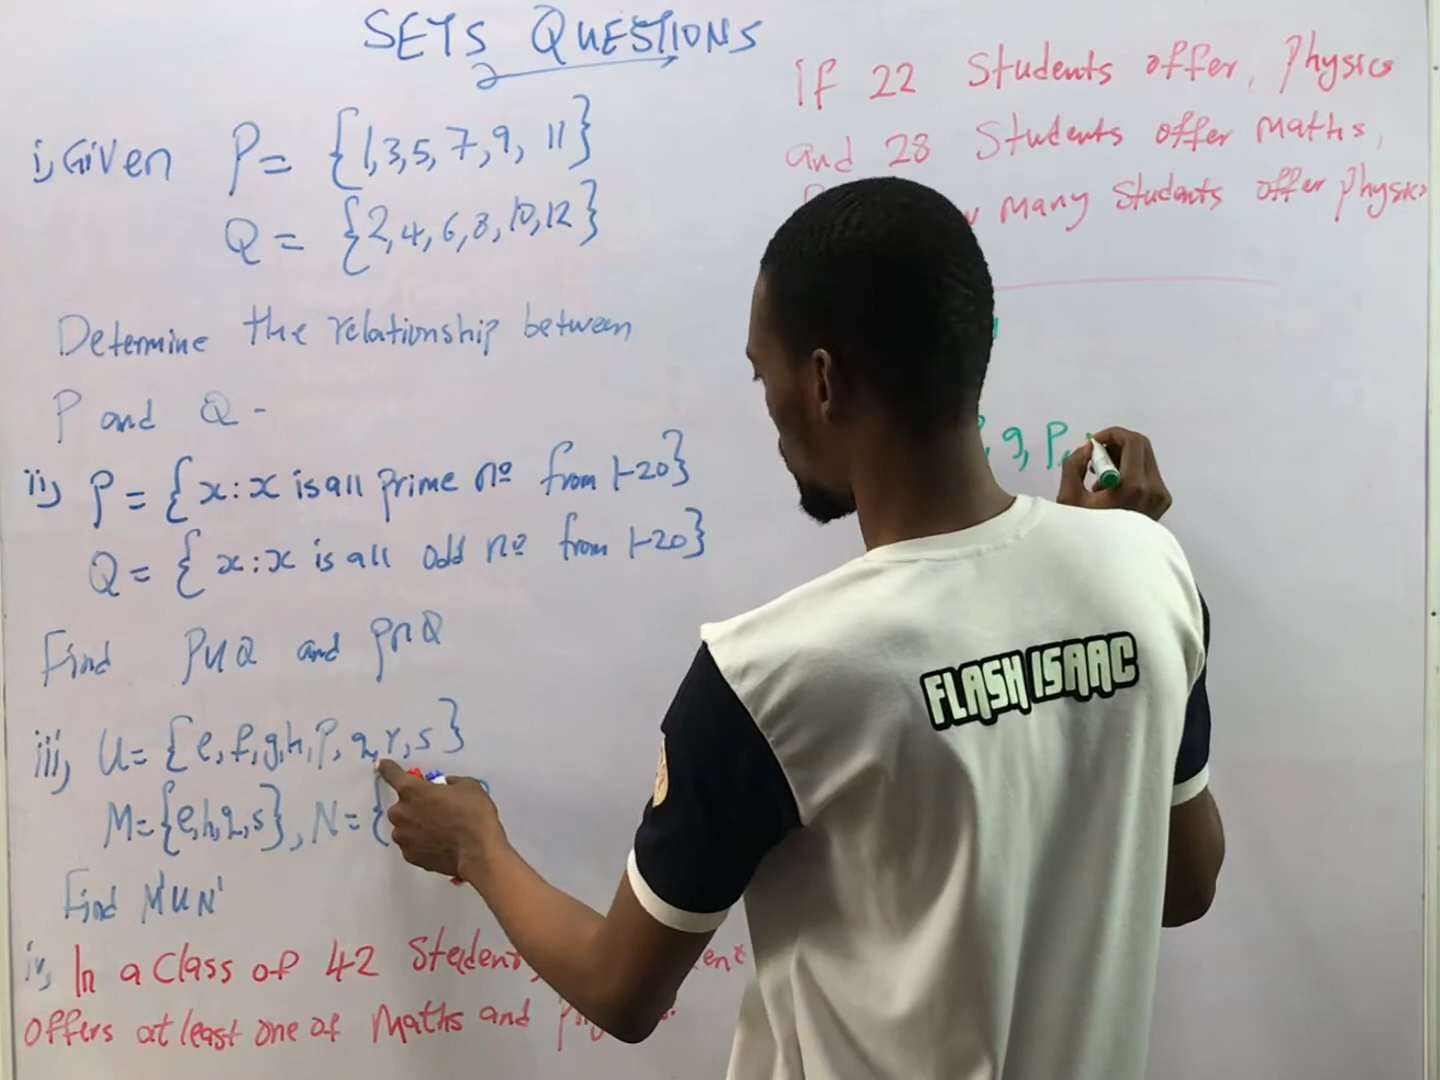 SETS QUESTIONS
i, Given P = {1,3,5,7,9, 11}
Q = {2,4,6,8,10,12}
Determine the relationship between
P and Q -
ii, P = {x:x is all prime nº from 1-20}
Q = {x:x is all odd nº from 1-20}
Find PUQ and PnQ
iii, U = {e,f,g,h,p,q,r,s}
M={e,h,q,s}, N={
Find M'UN'
iv, In a Class of 42
offers at least one of Maths and
If 22 Students offer, Physics
and 28 Students offer Maths,
many Students offer Physics
, g, p,
FLASH ISAAC